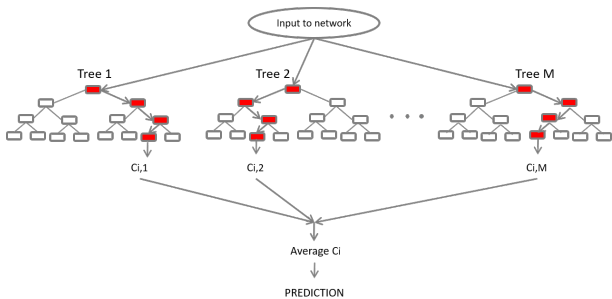 Input to network
Tree 1
Tree 2
Tree M
Ci,1
Ci,2
Ci,M
Average Ci
PREDICTION